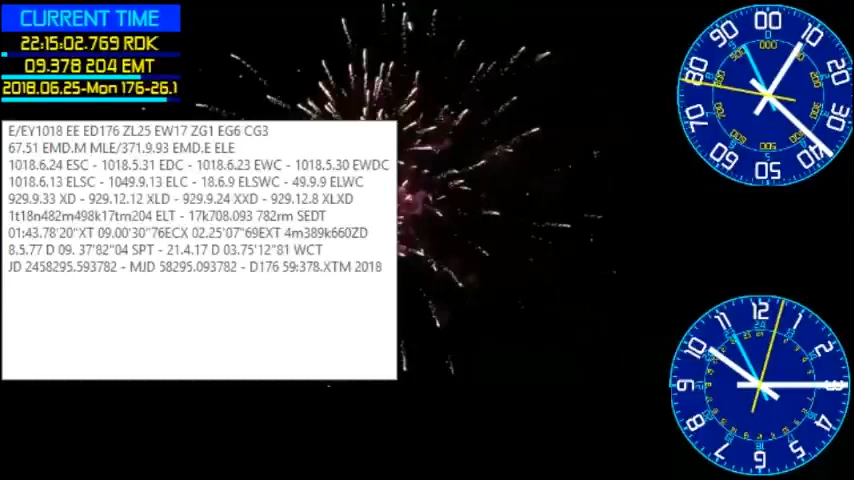 CURRENT TIME
22:15:02.769 RDK
09.378 204 EMT
2018.06.25-Mon 176-26.1
E/EY1018 EE ED176 ZL25 EW17 ZG1 EG6 CG3
67.51 EMD.M MLE/371.9.93 EMD.E ELE
1018.6.24 ESC - 1018.5.31 EDC - 1018.6.23 EWC - 1018.5.30 EWDC
1018.6.13 ELSC - 1049.9.13 ELC - 18.6.9 ELSWC - 49.9.9 ELWC
929.9.33 XD - 929.12.12 XLD - 929.9.24 XXD - 929.12.8 XLXD
1t18n482m498k17tm204 ELT - 17k708.093 782rm SEDT
01:43.78'20"XT 09.00'30"76ECX 02.25'07"69EXT 4m389k660ZD
8.5.77 D 09. 37'82"04 SPT - 21.4.17 D 03.75'12"81 WCT
JD 2458295.593782 - MJD 58295.093782 - D176 59:378.XTM 2018
00
10
20
30
40
50
60
70
80
90
12
1
2
3
4
5
6
7
8
9
10
11